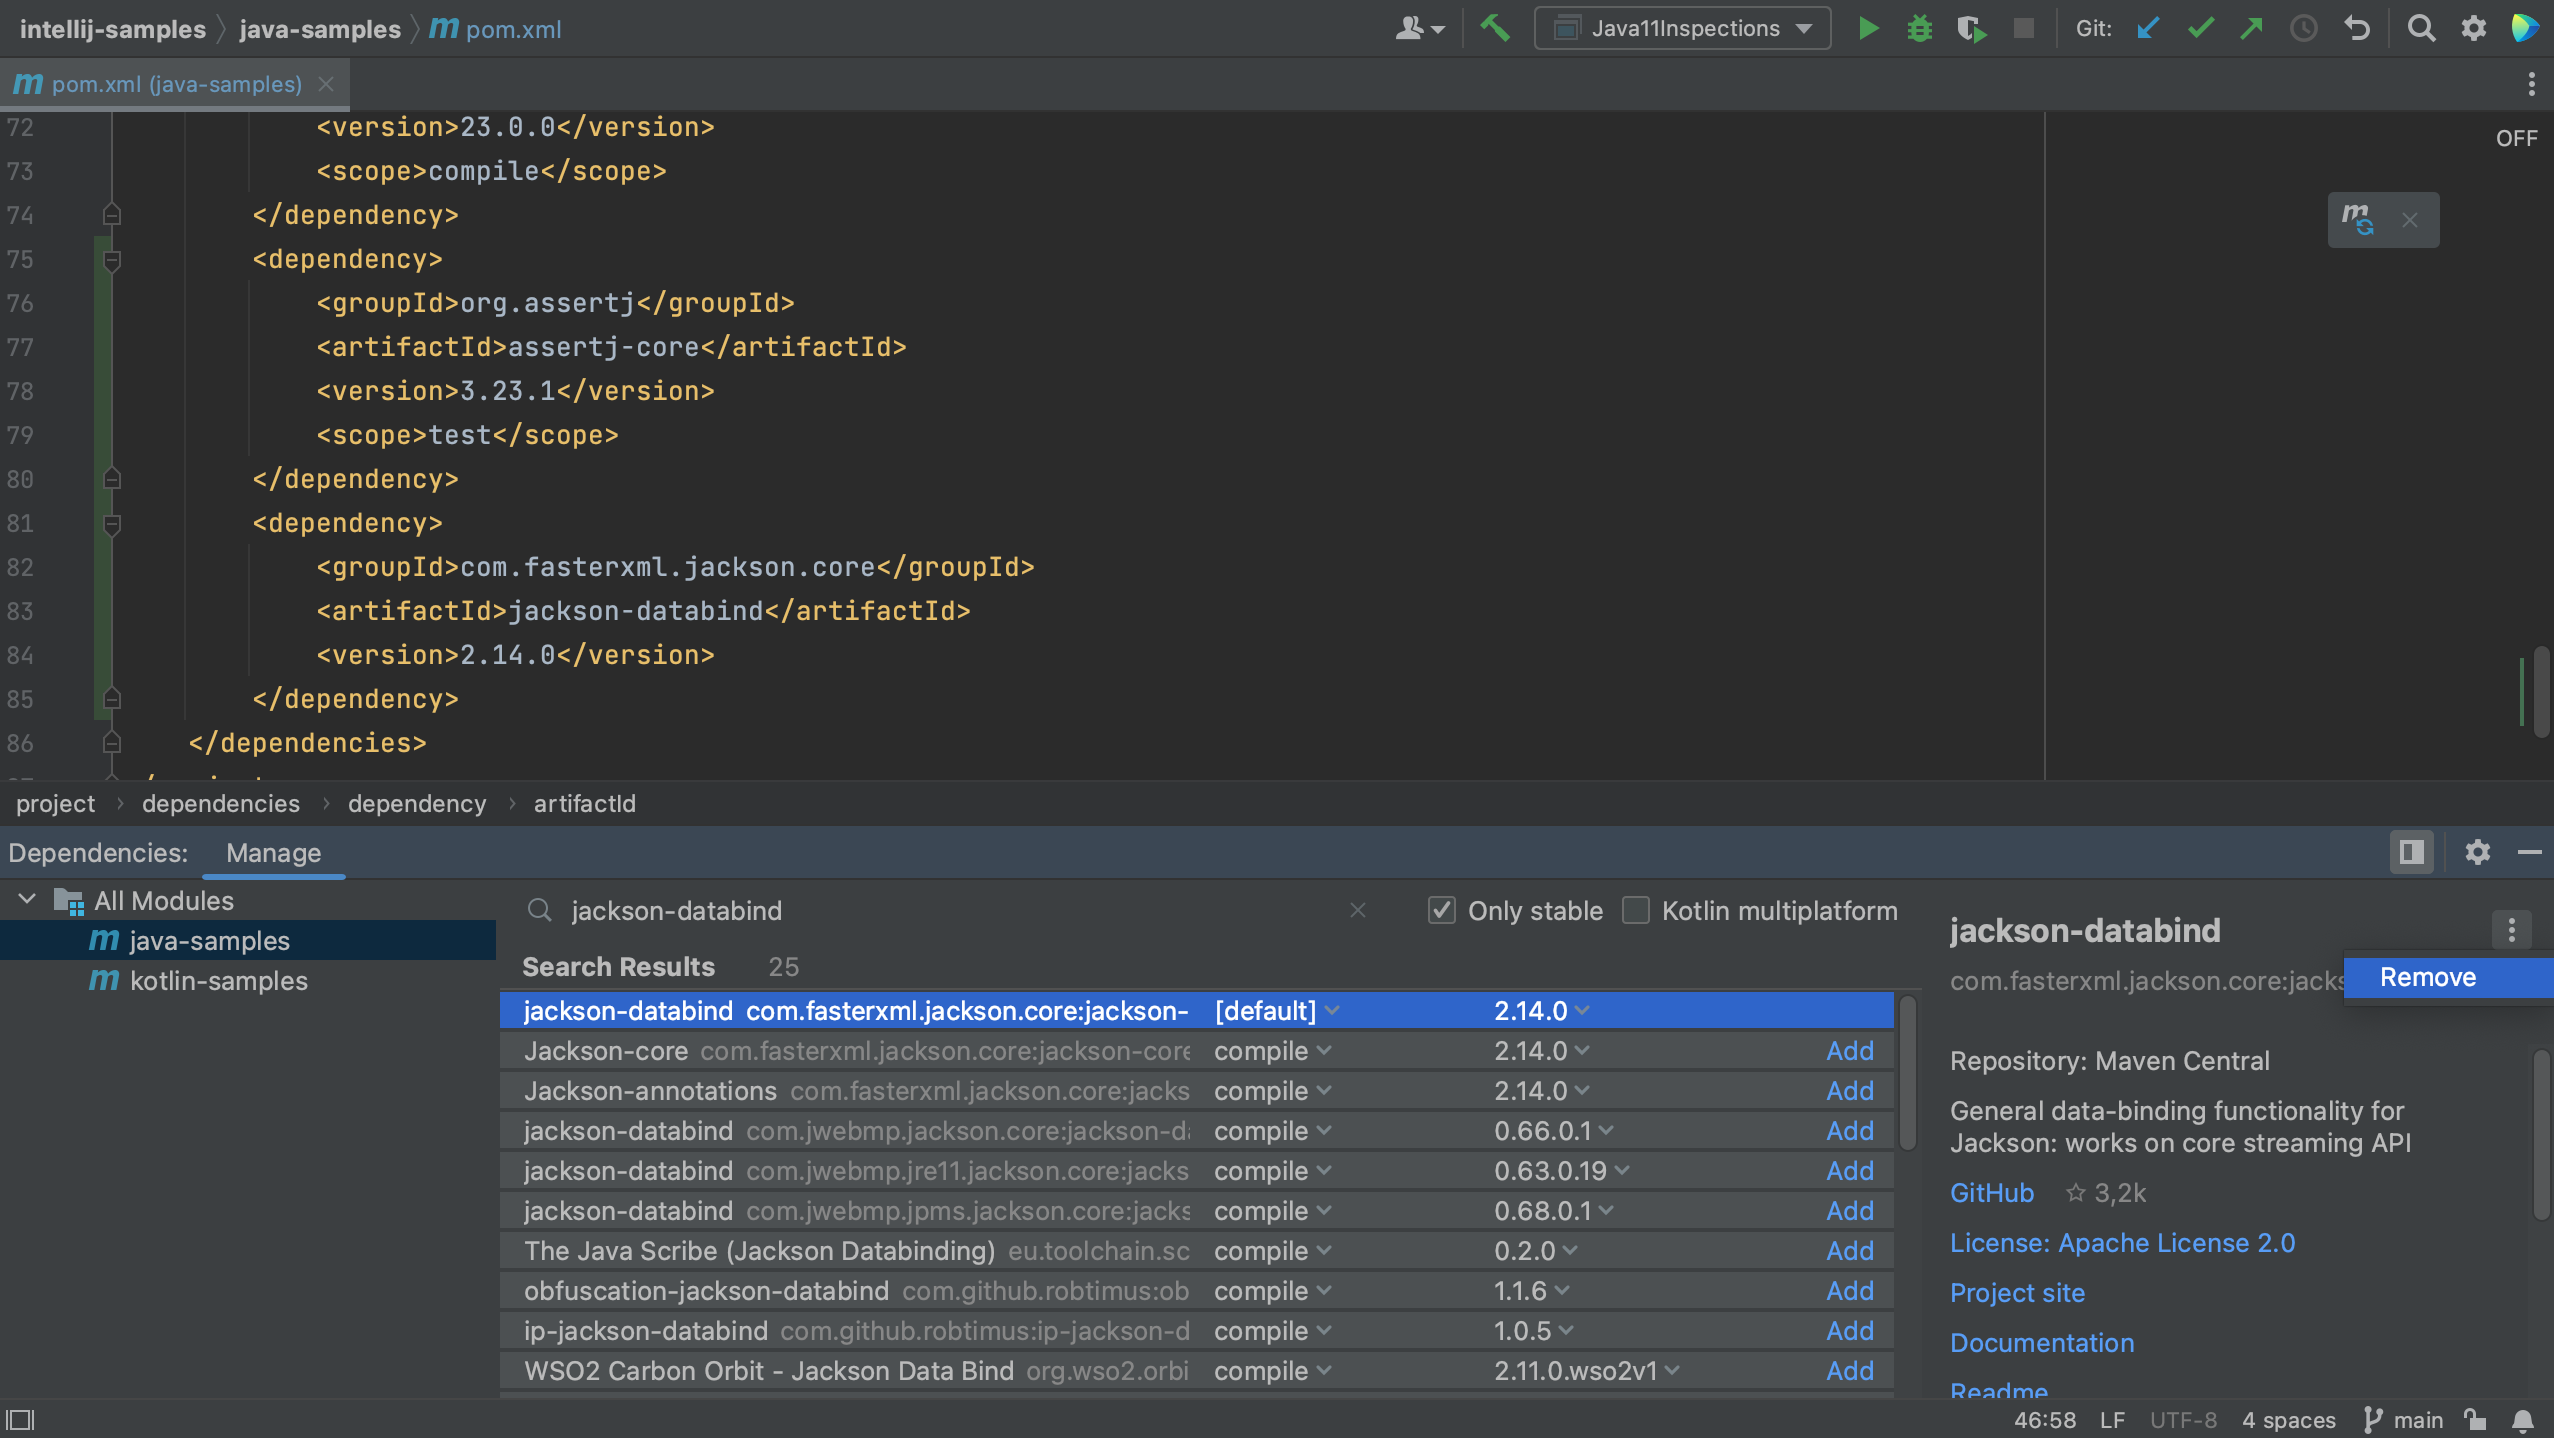 intellij-samples java-samples m pom.xml Java11Inspections Git:
m pom.xml (java-samples)
OFF
72 <version>23.0.0</version>
73 <scope>compile</scope>
74 </dependency>
75 <dependency>
76 <groupId>org.assertj</groupId>
77 <artifactId>assertj-core</artifactId>
78 <version>3.23.1</version>
79 <scope>test</scope>
80 </dependency>
81 <dependency>
82 <groupId>com.fasterxml.jackson.core</groupId>
83 <artifactId>jackson-databind</artifactId>
84 <version>2.14.0</version>
85 </dependency>
86 </dependencies>
project dependencies dependency artifactId
Dependencies: Manage
All Modules
m java-samples
m kotlin-samples
jackson-databind Only stable Kotlin multiplatform
Search Results 25
jackson-databind com.fasterxml.jackson.core:jackson- [default] 2.14.0
Jackson-core com.fasterxml.jackson.core:jackson-core compile 2.14.0 Add
Jackson-annotations com.fasterxml.jackson.core:jacks compile 2.14.0 Add
jackson-databind com.jwebmp.jackson.core:jackson-da compile 0.66.0.1 Add
jackson-databind com.jwebmp.jre11.jackson.core:jacks compile 0.63.0.19 Add
jackson-databind com.jwebmp.jpms.jackson.core:jacks compile 0.68.0.1 Add
The Java Scribe (Jackson Databinding) eu.toolchain.sc compile 0.2.0 Add
obfuscation-jackson-databind com.github.robtimus:ob compile 1.1.6 Add
ip-jackson-databind com.github.robtimus:ip-jackson-d compile 1.0.5 Add
WSO2 Carbon Orbit - Jackson Data Bind org.wso2.orbi compile 2.11.0.wso2v1 Add
jackson-databind
com.fasterxml.jackson.core:jacks
Remove
Repository: Maven Central
General data-binding functionality for
Jackson: works on core streaming API
GitHub 3,2k
License: Apache License 2.0
Project site
Documentation
Readme
46:58 LF UTF-8 4 spaces main